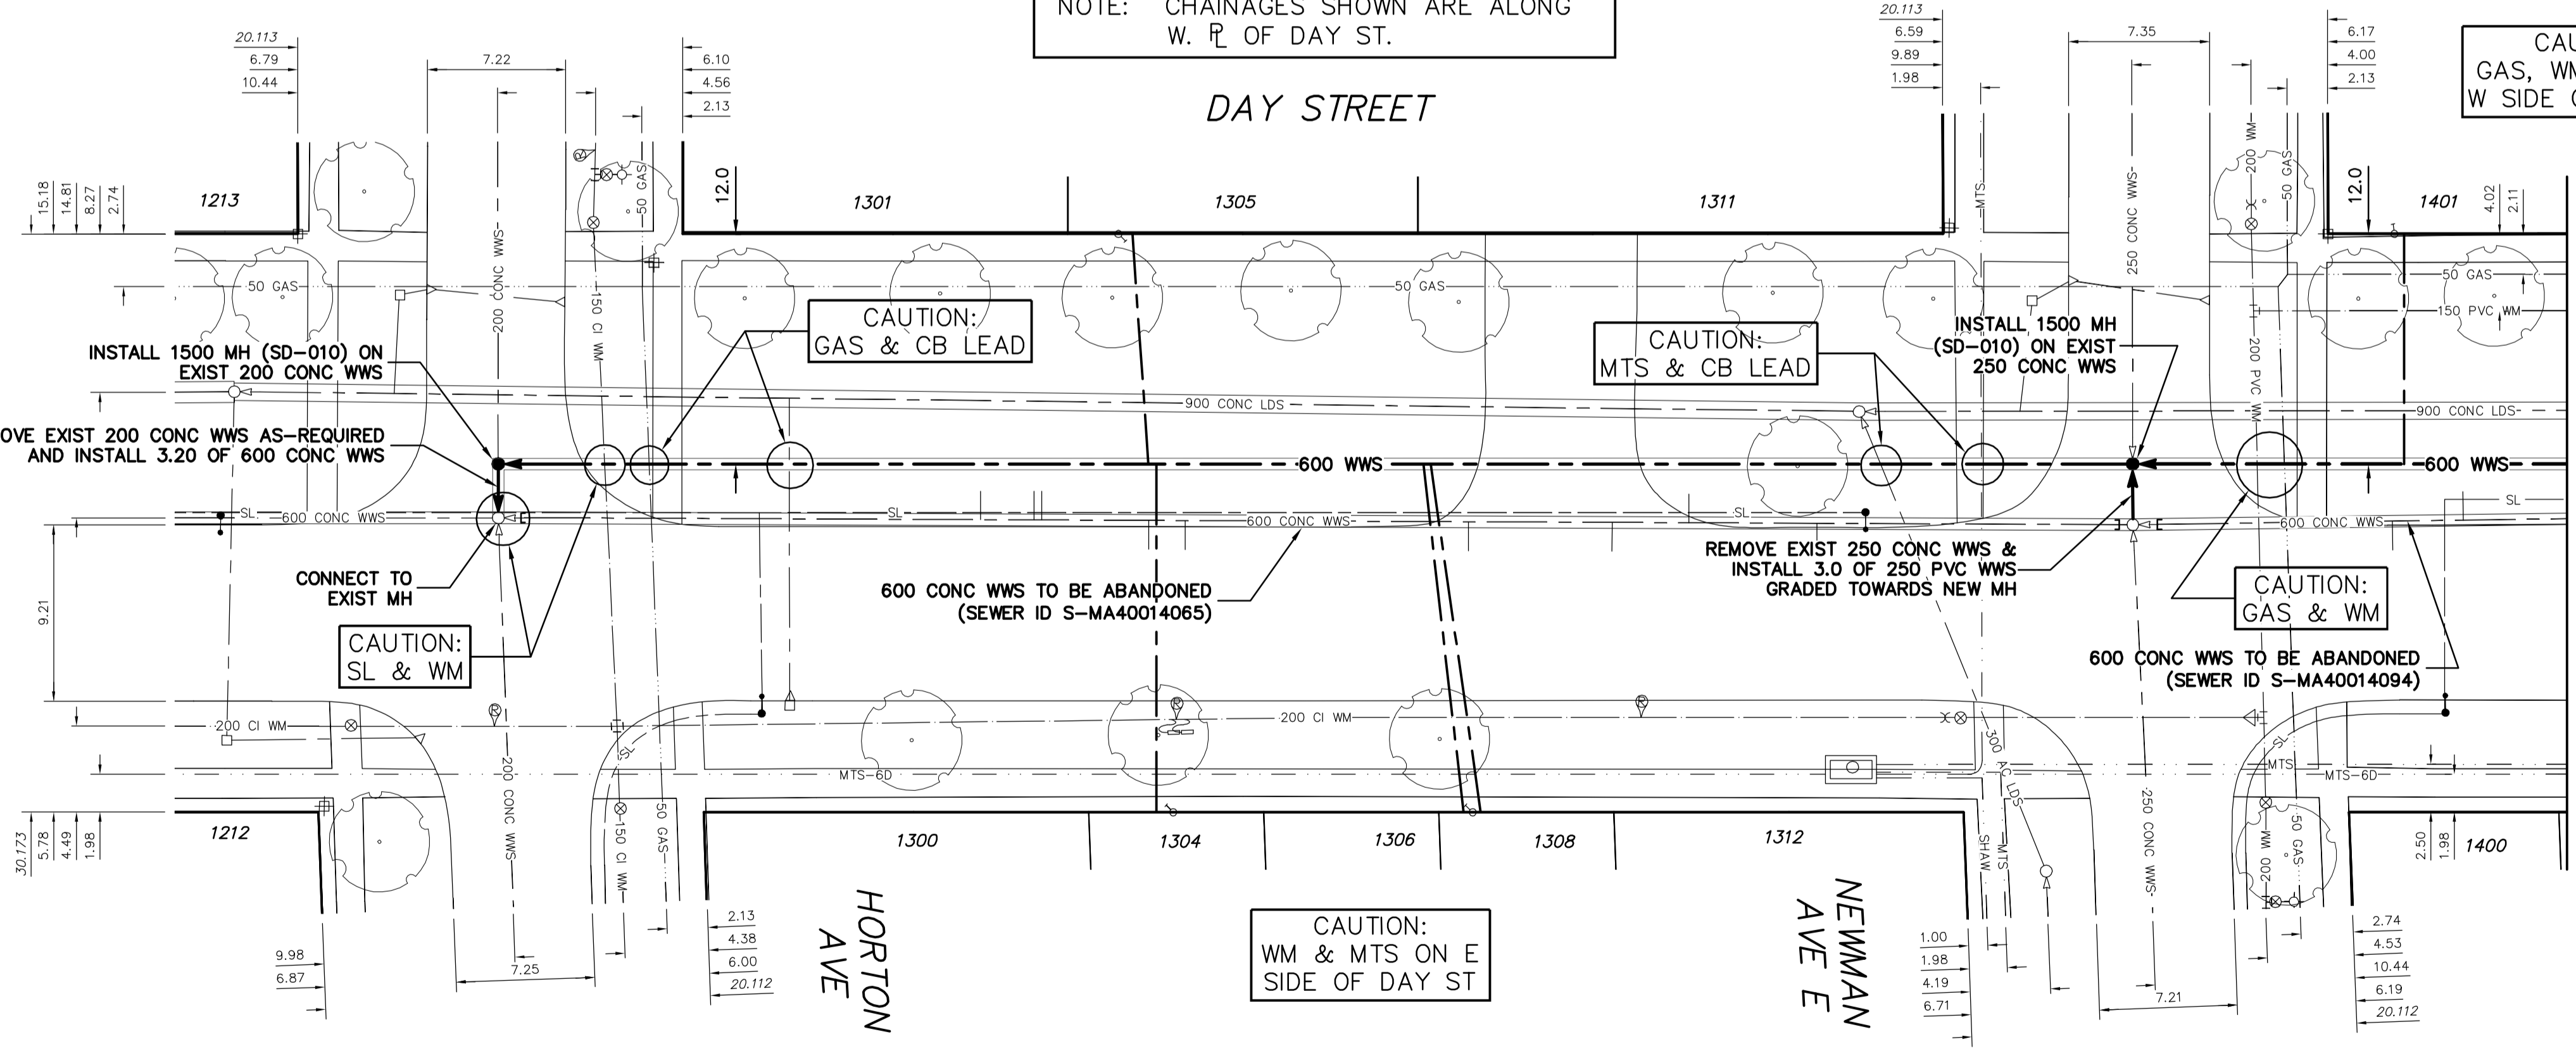 NOTE: CHAINAGES SHOWN ARE ALONG
W. ⅊ OF DAY ST.
DAY STREET
20.113
6.79
10.44
7.22
6.10
4.56
2.13
20.113
6.59
9.89
1.98
7.35
6.17
4.00
2.13
GAS,
W SIDE
15.18
14.81
8.27
2.74
1213
12.0
1301
1305
1311
12.0
1401
4.02
2.11
200 CONC WWS
50 GAS
150 CI WM
MTS
250 CONC WWS
200 WM
50 GAS
50 GAS
50 GAS
50 GAS
150 PVC WM
200 PVC WM
CAUTION:
GAS & CB LEAD
CAUTION:
MTS & CB LEAD
INSTALL 1500 MH (SD-010) ON
EXIST 200 CONC WWS
INSTALL 1500 MH
(SD-010) ON EXIST
250 CONC WWS
900 CONC LDS
900 CONC LDS
EXIST 200 CONC WWS AS-REQUIRED
AND INSTALL 3.20 OF 600 CONC WWS
600 WWS
600 WWS
SL
600 CONC WWS
SL
600 CONC WWS
SL
600 CONC WWS
SL
CONNECT TO
EXIST MH
600 CONC WWS TO BE ABANDONED
(SEWER ID S-MA40014065)
REMOVE EXIST 250 CONC WWS &
INSTALL 3.0 OF 250 PVC WWS
GRADED TOWARDS NEW MH
CAUTION:
GAS & WM
9.21
CAUTION:
SL & WM
600 CONC WWS TO BE ABANDONED
(SEWER ID S-MA40014094)
200 CI WM
200 CI WM
SL
SL
200 CONC WWS
150 CI WM
50 GAS
MTS-6D
300 AC LDS
SHAW
MTS
250 CONC WWS
MTS
MTS-6D
200 WM
50 GAS
30.173
5.78
4.49
1.98
1212
1300
1304
1306
1308
1312
2.50
1.98
1400
9.98
6.87
7.25
2.13
4.38
6.00
20.112
HORTON
AVE
CAUTION:
WM & MTS ON E
SIDE OF DAY ST
NEWMAN
AVE E
1.00
1.98
4.19
6.71
7.21
2.74
4.53
10.44
6.19
20.112